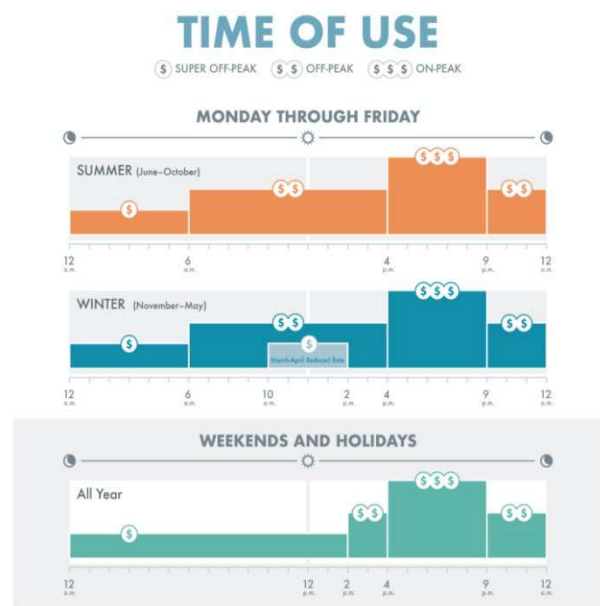 TIME OF USE
$ SUPER OFF-PEAK $ $ OFF-PEAK $ $ $ ON-PEAK
MONDAY THROUGH FRIDAY
SUMMER (June–October)
$ $ $
$ $
$ $
$
12 6 4 9 12
a.m. a.m. p.m. p.m. a.m.
WINTER (November–May)
$ $ $
$ $
$ $
$
$
March-April Reduced Rate
12 6 10 2 4 9 12
a.m. a.m. a.m. p.m. p.m. p.m. a.m.
WEEKENDS AND HOLIDAYS
All Year
$ $ $
$ $
$ $
$
12 12 2 4 9 12
a.m. p.m. p.m. p.m. p.m. a.m.